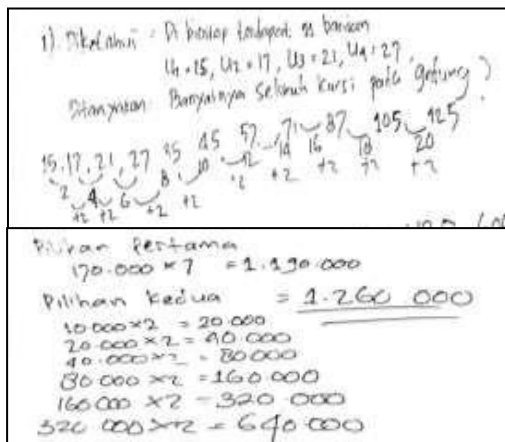 1). Diketahui : Di bioskop terdapat 25 barisan
U1 = 15, U2 = 17, U3 = 21, U4 = 27,
Ditanyakan : Banyaknya seluruh kursi pada gedung ?
15, 17, 21, 27 35 45 57 71 87 105 125
2 4 6 8 10 12 14 16 18 20
+2 +2 +2 +2 +2 +2 +2 +2 +2
Pilihan Pertama
170.000 × 7 = 1.190.000
Pilihan Kedua = 1.260 000
10 000 × 2 = 20.000
20.000 × 2 = 40.000
40.000 × 2 = 80000
80 000 × 2 = 160.000
160 000 × 2 = 320 000
320 000 × 2 = 640.000